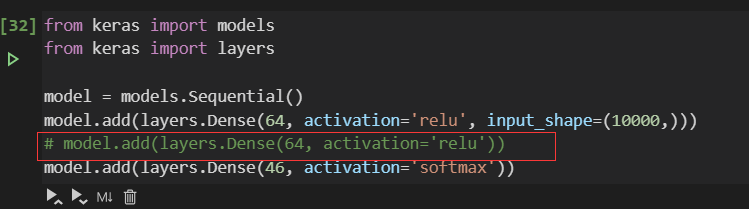 [32] from keras import models
from keras import layers
model = models.Sequential()
model.add(layers.Dense(64, activation='relu', input_shape=(10000,)))
# model.add(layers.Dense(64, activation='relu'))
model.add(layers.Dense(46, activation='softmax'))
M↓